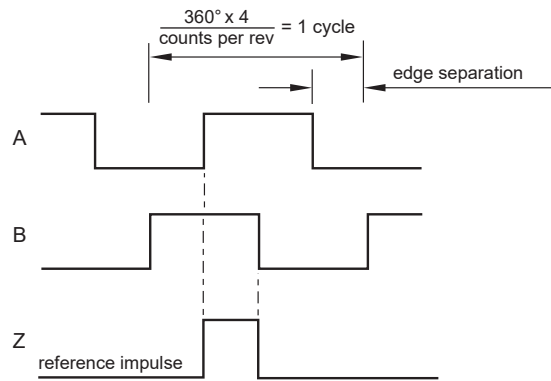 360° x 4
counts per rev
= 1 cycle
edge separation
A
B
Z
reference impulse